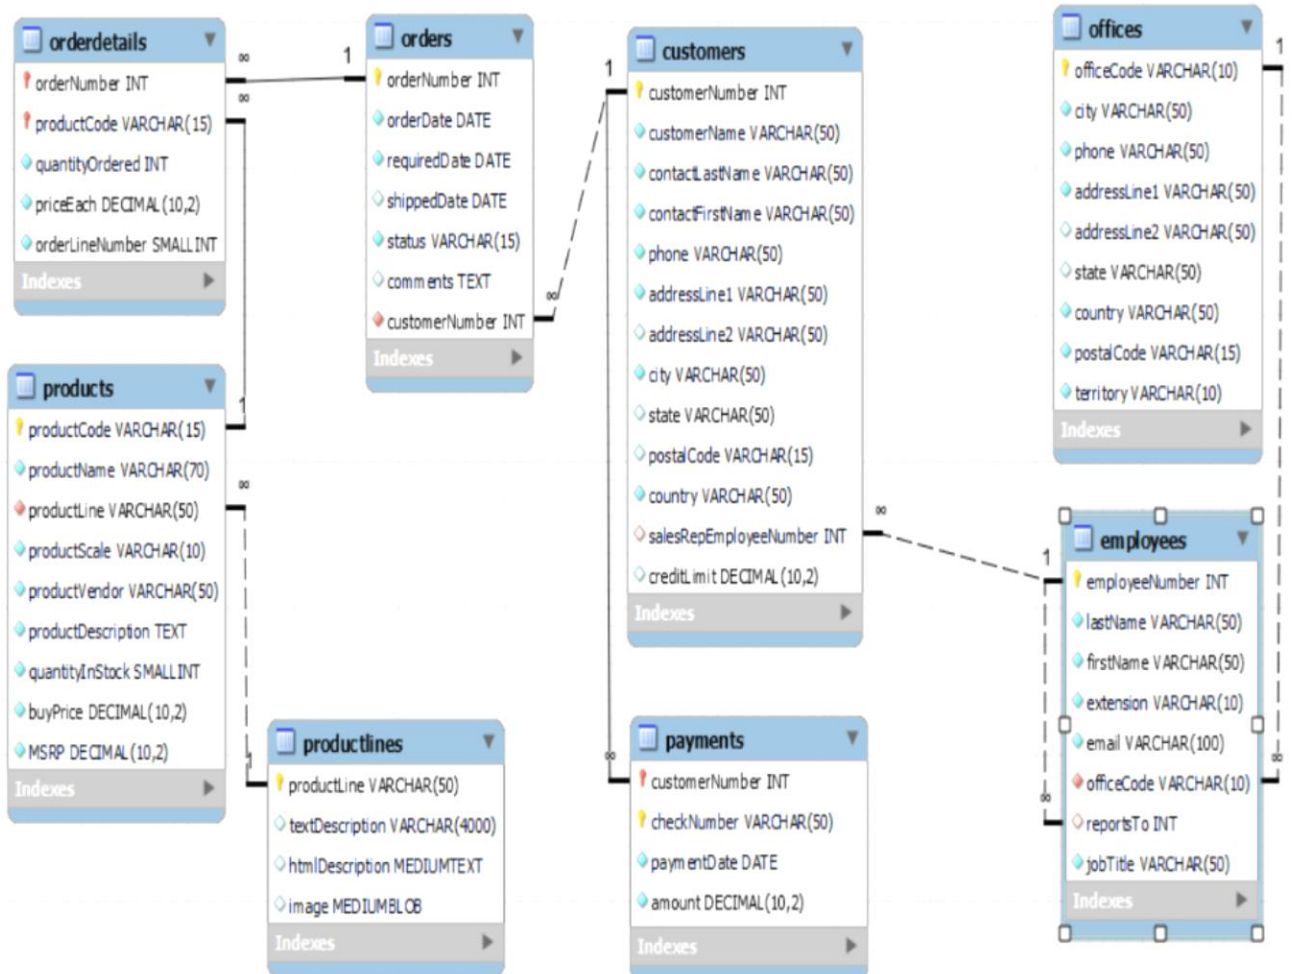 orderdetails
orderNumber INT
productCode VARCHAR(15)
quantityOrdered INT
priceEach DECIMAL(10,2)
orderLineNumber SMALLINT
Indexes
∞
∞
1
orders
orderNumber INT
orderDate DATE
requiredDate DATE
shippedDate DATE
status VARCHAR(15)
comments TEXT
customerNumber INT
Indexes
∞
1
customers
customerNumber INT
customerName VARCHAR(50)
contactLastName VARCHAR(50)
contactFirstName VARCHAR(50)
phone VARCHAR(50)
addressLine1 VARCHAR(50)
addressLine2 VARCHAR(50)
city VARCHAR(50)
state VARCHAR(50)
postalCode VARCHAR(15)
country VARCHAR(50)
salesRepEmployeeNumber INT
creditLimit DECIMAL(10,2)
Indexes
∞
offices
officeCode VARCHAR(10)
city VARCHAR(50)
phone VARCHAR(50)
addressLine1 VARCHAR(50)
addressLine2 VARCHAR(50)
state VARCHAR(50)
country VARCHAR(50)
postalCode VARCHAR(15)
territory VARCHAR(10)
Indexes
1
products
productCode VARCHAR(15)
productName VARCHAR(70)
productLine VARCHAR(50)
productScale VARCHAR(10)
productVendor VARCHAR(50)
productDescription TEXT
quantityInStock SMALLINT
buyPrice DECIMAL(10,2)
MSRP DECIMAL(10,2)
Indexes
1
∞
1
productlines
productLine VARCHAR(50)
textDescription VARCHAR(4000)
htmlDescription MEDIUMTEXT
image MEDIUMBLOB
Indexes
∞
payments
customerNumber INT
checkNumber VARCHAR(50)
paymentDate DATE
amount DECIMAL(10,2)
Indexes
1
employees
employeeNumber INT
lastName VARCHAR(50)
firstName VARCHAR(50)
extension VARCHAR(10)
email VARCHAR(100)
officeCode VARCHAR(10)
reportsTo INT
jobTitle VARCHAR(50)
Indexes
∞
∞